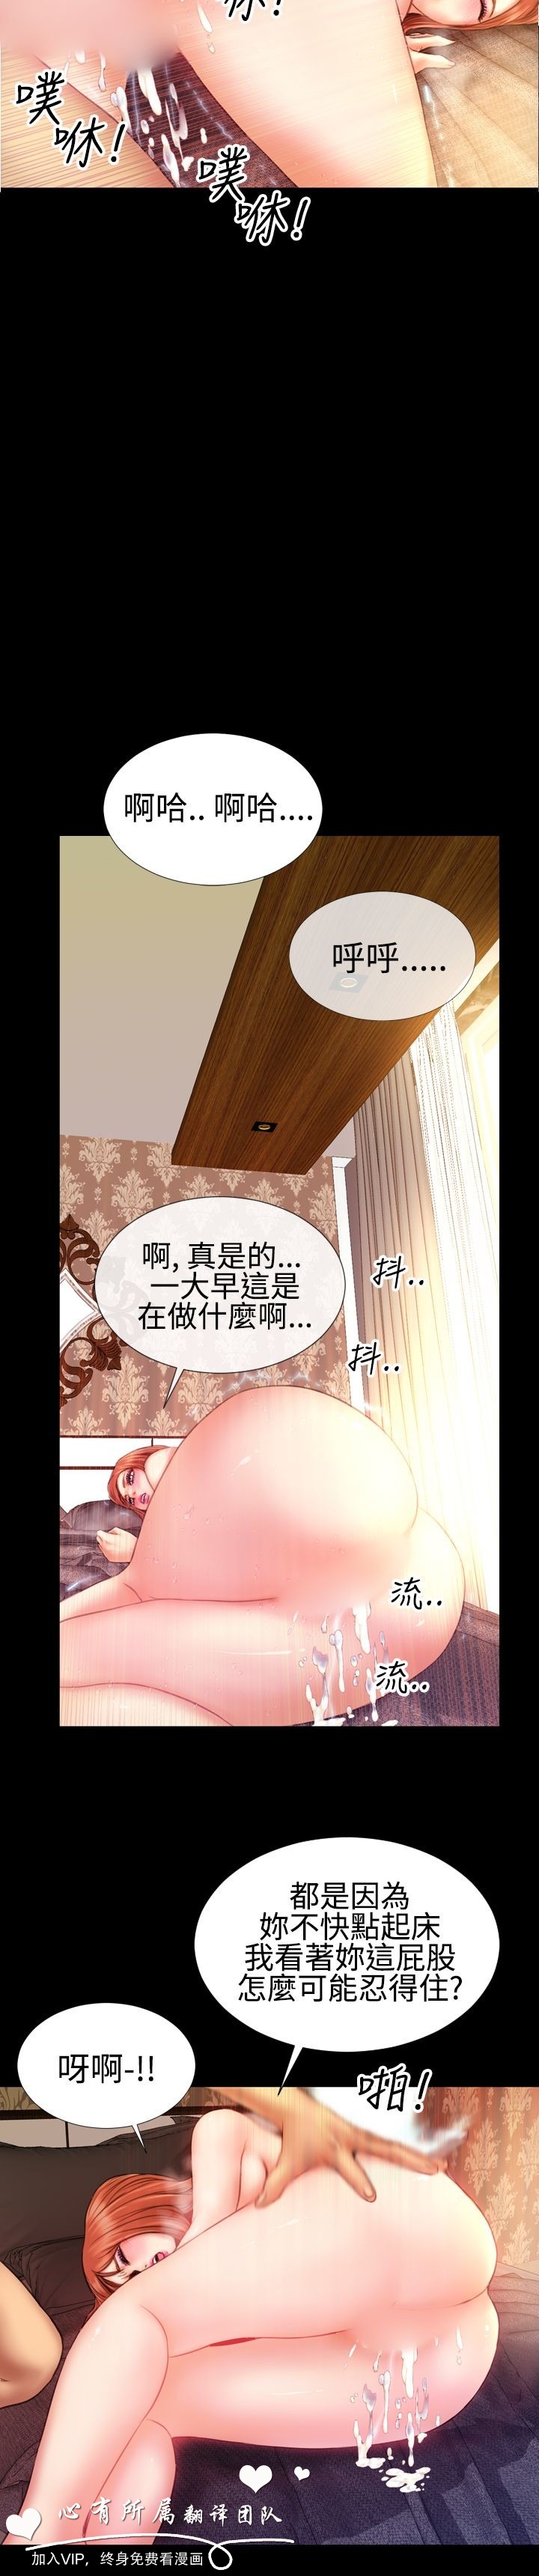 噗
咻!
噗
咻!
啊哈.. 啊哈....
呼呼.....
啊, 真是的...
一大早這是
在做什麼啊...
抖..
抖..
流..
流..
都是因為
妳不快點起床
我看著妳這屁股
怎麼可能忍得住?
呀啊-!!
啪!
心有所属翻译团队
加入VIP，终身免费看漫画